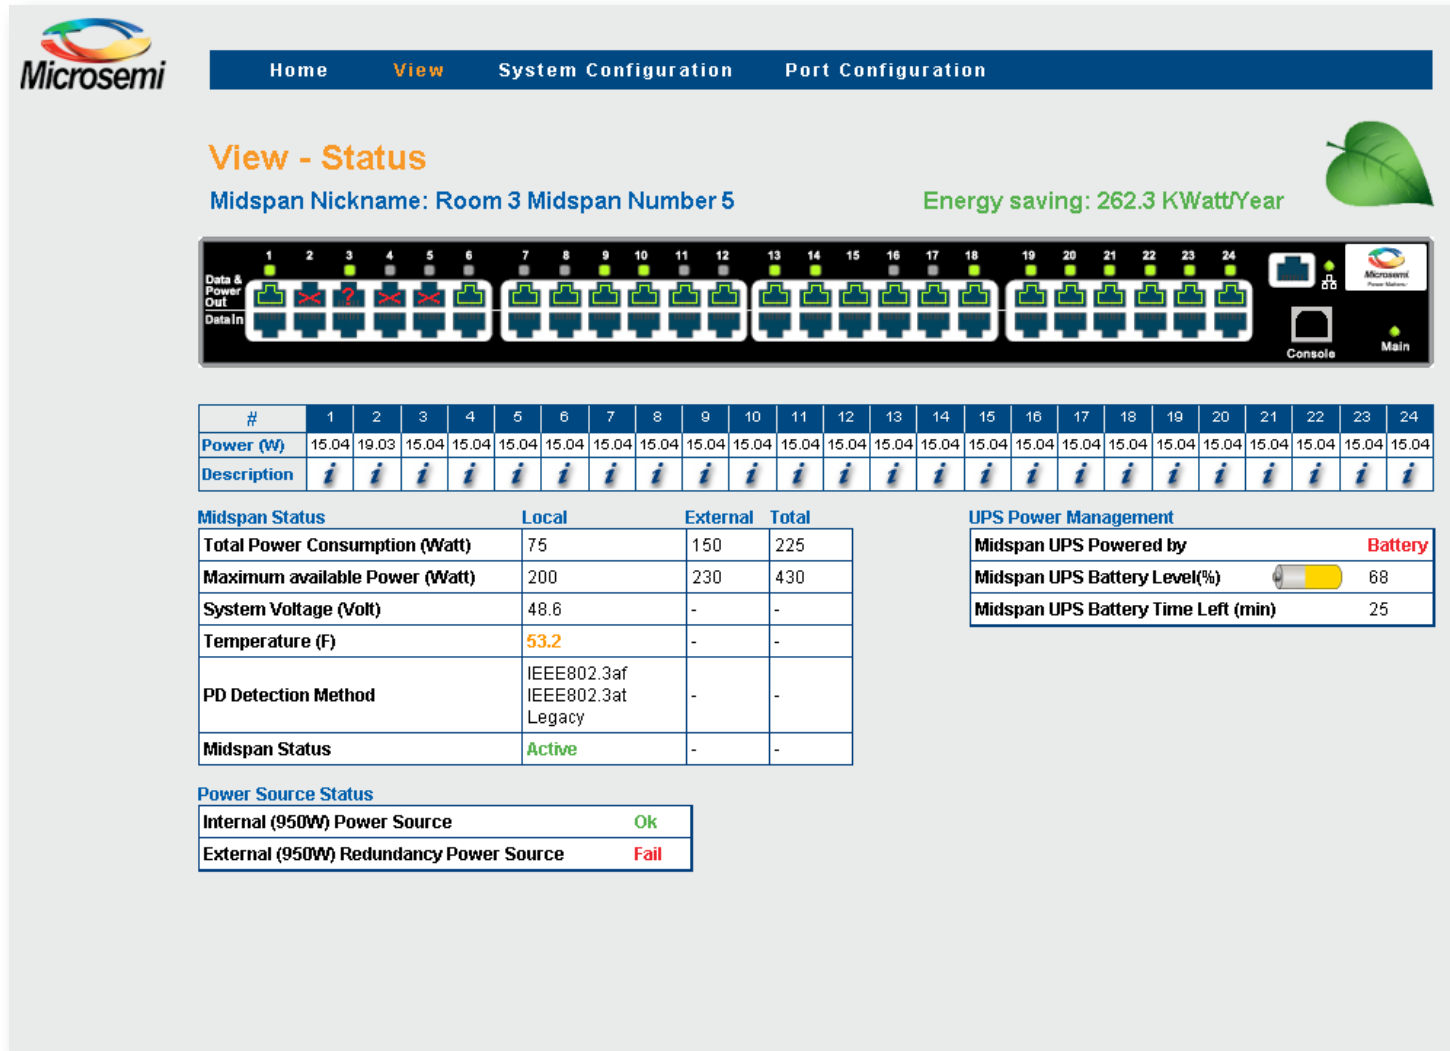 Microsemi
Home View System Configuration Port Configuration
View - Status
Midspan Nickname: Room 3 Midspan Number 5 Energy saving: 262.3 KWatt/Year
1 2 3 4 5 6 7 8 9 10 11 12 13 14 15 16 17 18 19 20 21 22 23 24
Data &
Power
Out
Data In
Microsemi
Console
Main
# 1 2 3 4 5 6 7 8 9 10 11 12 13 14 15 16 17 18 19 20 21 22 23 24
Power (W) 15.04 19.03 15.04 15.04 15.04 15.04 15.04 15.04 15.04 15.04 15.04 15.04 15.04 15.04 15.04 15.04 15.04 15.04 15.04 15.04 15.04 15.04 15.04 15.04
Description i i i i i i i i i i i i i i i i i i i i i i i i
Midspan Status Local External Total
Total Power Consumption (Watt) 75 150 225
Maximum available Power (Watt) 200 230 430
System Voltage (Volt) 48.6 - -
Temperature (F) 53.2 - -
PD Detection Method IEEE802.3af - -
IEEE802.3at
Legacy
Midspan Status Active - -
UPS Power Management
Midspan UPS Powered by Battery
Midspan UPS Battery Level(%) 68
Midspan UPS Battery Time Left (min) 25
Power Source Status
Internal (950W) Power Source Ok
External (950W) Redundancy Power Source Fail